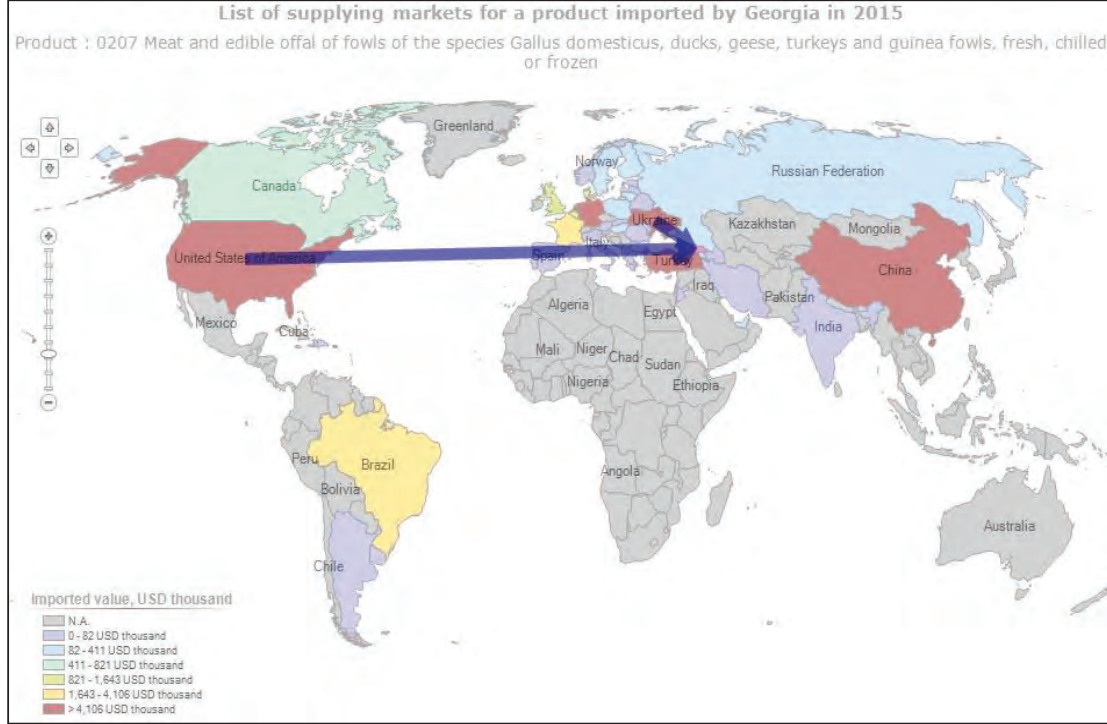 List of supplying markets for a product imported by Georgia in 2015
Product : 0207 Meat and edible offal of fowls of the species Gallus domesticus, ducks, geese, turkeys and guinea fowls, fresh, chilled
or frozen
Greenland
Norway
Russian Federation
Canada
Ukraine
Kazakhstan
Mongolia
United States of America
Spain
Italy
Turkey
China
Iraq
Pakistan
Mexico
Cuba
Algeria
Egypt
India
Mali
Niger
Chad
Sudan
Nigeria
Ethiopia
Peru
Brazil
Angola
Bolivia
Australia
Chile
Imported value, USD thousand
N.A.
0 - 82 USD thousand
82 - 411 USD thousand
411 - 821 USD thousand
821 - 1,643 USD thousand
1,643 - 4,106 USD thousand
> 4,106 USD thousand